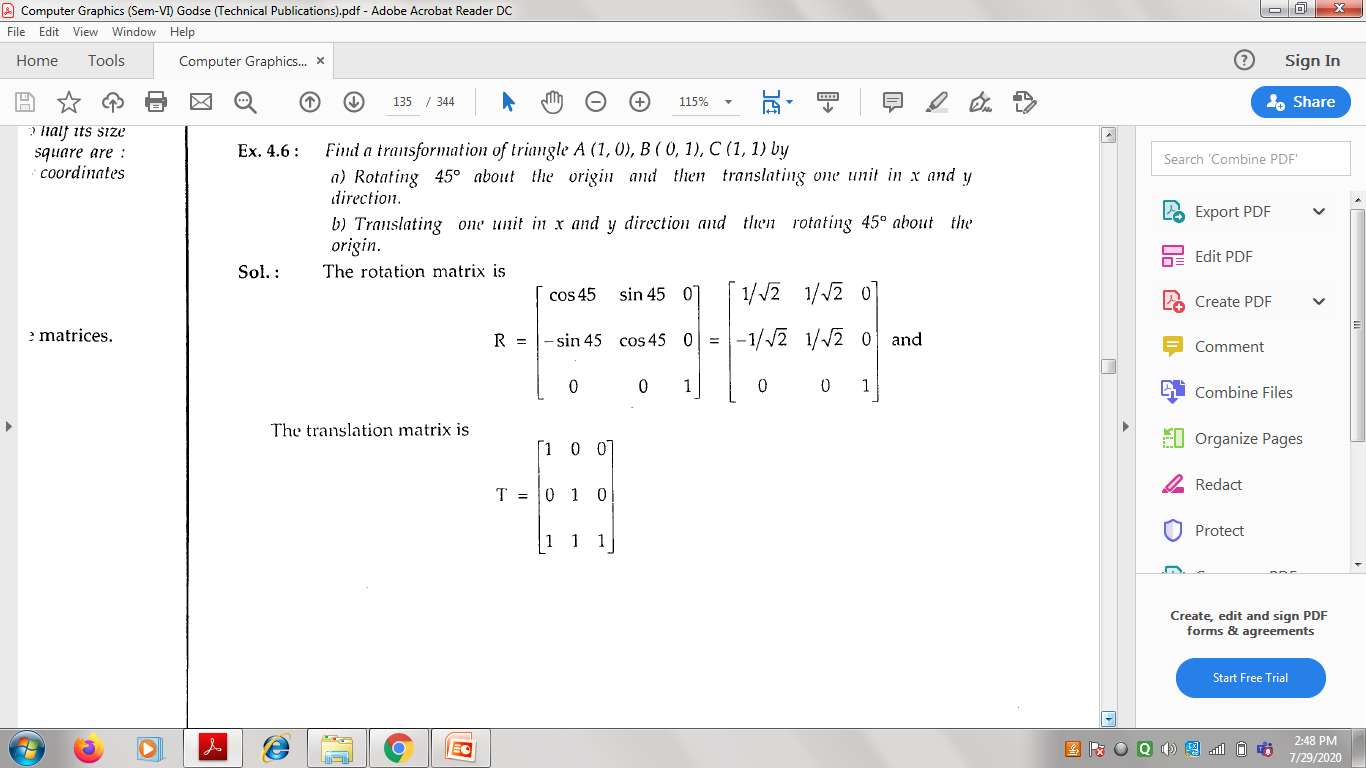 Computer Graphics (Sem-VI) Godse (Technical Publications).pdf - Adobe Acrobat Reader DC
File Edit View Window Help
Home Tools Computer Graphics... × ? Sign In
135 / 344 115% Share
half its size
square are :
coordinates
matrices.
Ex. 4.6 : Find a transformation of triangle A (1, 0), B ( 0, 1), C (1, 1) by
a) Rotating 45° about the origin and then translating one unit in x and y
direction.
b) Translating one unit in x and y direction and then rotating 45° about the
origin.
Sol. : The rotation matrix is
cos 45 sin 45 0 1/√2 1/√2 0
R = − sin 45 cos 45 0 = −1/√2 1/√2 0 and
0 0 1 0 0 1
The translation matrix is
1 0 0
T = 0 1 0
1 1 1
Search 'Combine PDF'
Export PDF
Edit PDF
Create PDF
Comment
Combine Files
Organize Pages
Redact
Protect
Create, edit and sign PDF
forms & agreements
Start Free Trial
2:48 PM
7/29/2020